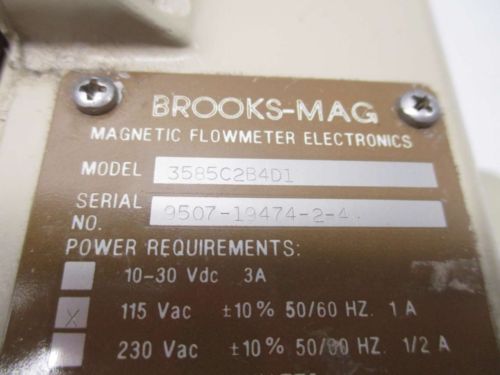 BROOKS-MAG
MAGNETIC FLOWMETER ELECTRONICS
MODEL 3585C2B4D1
SERIAL NO. 9507-19474-2-4
POWER REQUIREMENTS:
10-30 Vdc 3A
X 115 Vac ±10% 50/60 HZ. 1 A
230 Vac ±10% 50/60 HZ. 1/2 A